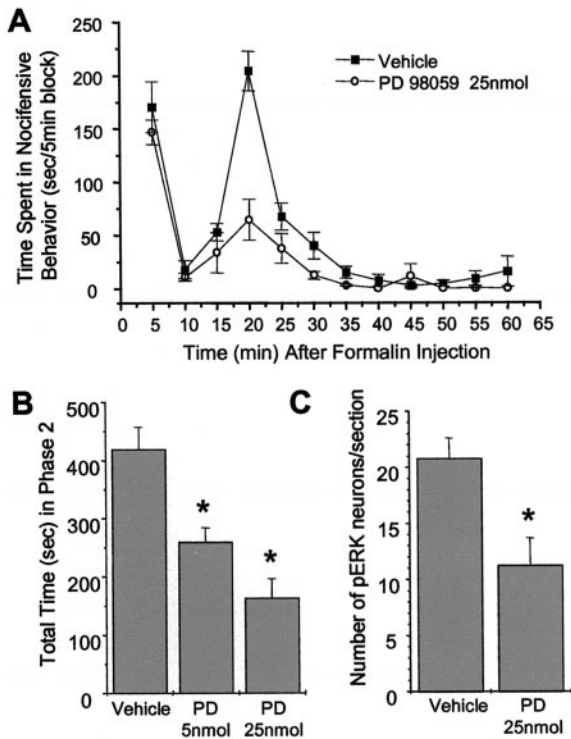 A
Time Spent in Nocifensive
Behavior (sec/5min block)
250
200
150
100
50
0
Vehicle
PD 98059 25nmol
0 5 10 15 20 25 30 35 40 45 50 55 60 65
Time (min) After Formalin Injection
B
Total Time (sec) in Phase 2
500
400
300
200
100
0
*
*
Vehicle
PD
5nmol
PD
25nmol
C
Number of pERK neurons/section
25
20
15
10
5
0
*
Vehicle
PD
25nmol